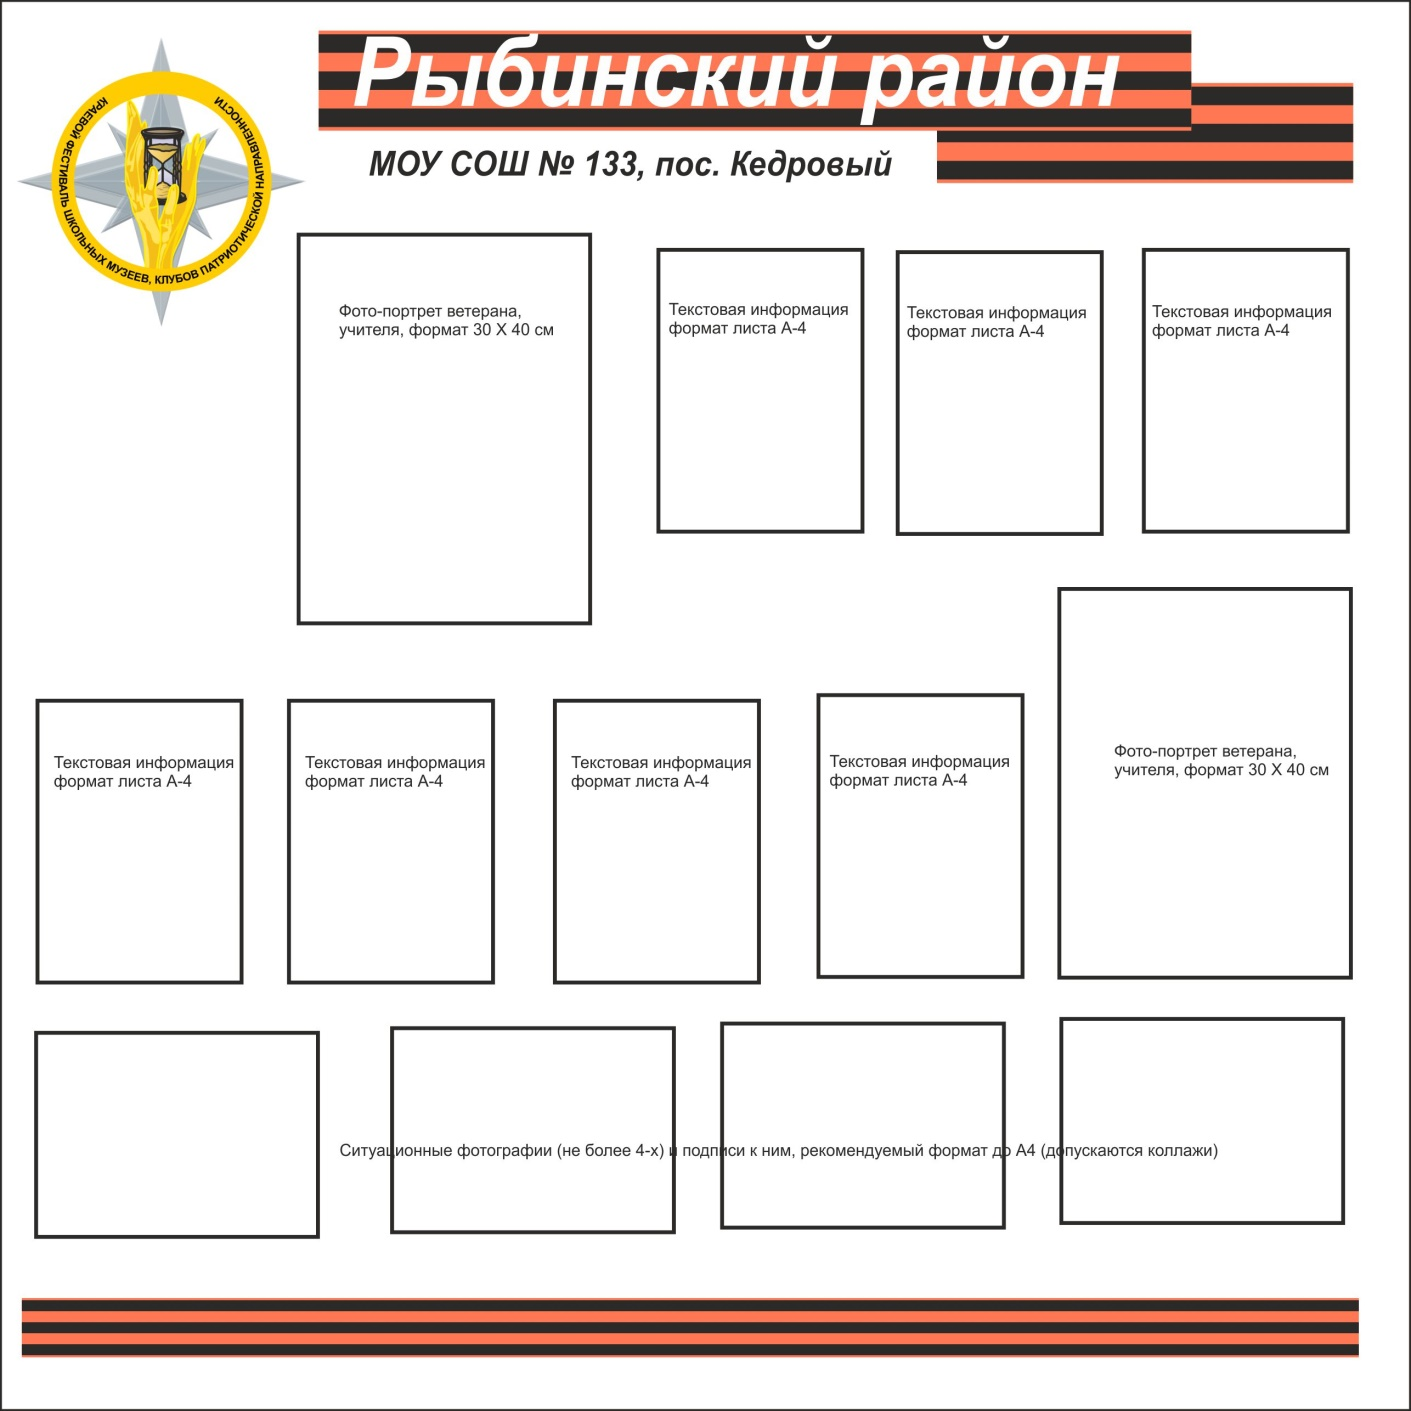 Рыбинский район
МОУ СОШ № 133, пос. Кедровый
КРАЕВОЙ ФЕСТИВАЛЬ ШКОЛЬНЫХ МУЗЕЕВ, КЛУБОВ ПАТРИОТИЧЕСКОЙ НАПРАВЛЕННОСТИ
Фото-портрет ветерана,
учителя, формат 30 Х 40 см
Текстовая информация
формат листа А-4
Текстовая информация
формат листа А-4
Текстовая информация
формат листа А-4
Текстовая информация
формат листа А-4
Текстовая информация
формат листа А-4
Текстовая информация
формат листа А-4
Текстовая информация
формат листа А-4
Фото-портрет ветерана,
учителя, формат 30 Х 40 см
Ситуационные фотографии (не более 4-х) и подписи к ним, рекомендуемый формат до А4 (допускаются коллажи)